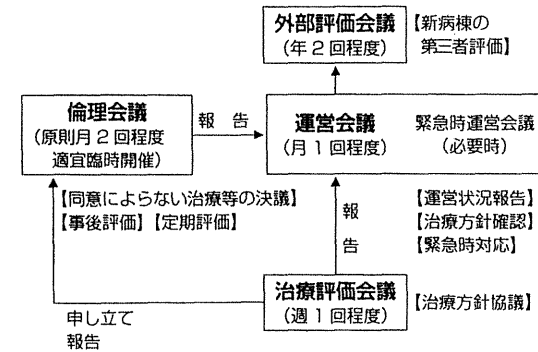 外部評価会議
(年2回程度)
【新病棟の
第三者評価】
倫理会議
(原則月2回程度
適宜臨時開催)
報 告
運営会議
(月1回程度)
緊急時運営会議
(必要時)
【同意によらない治療等の決議】
【事後評価】【定期評価】
報
告
【運営状況報告】
【治療方針確認】
【緊急時対応】
治療評価会議
(週1回程度)
【治療方針協議】
申し立て
報告